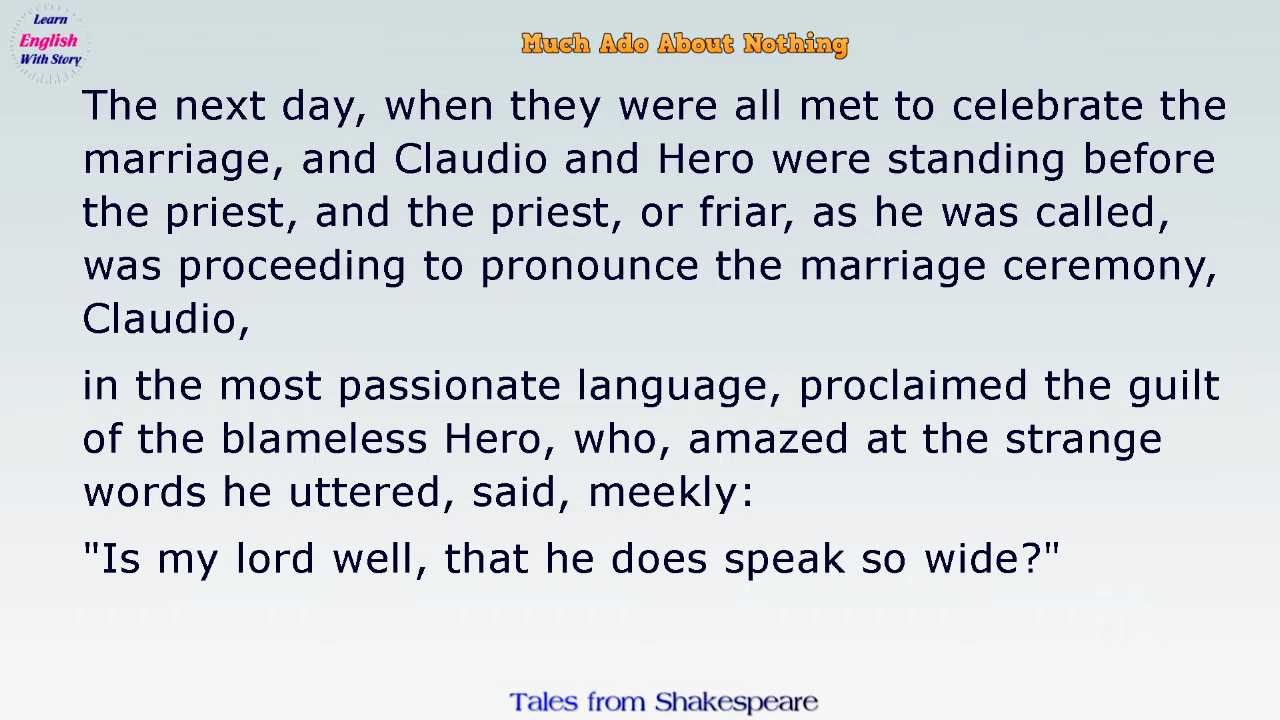 Learn
English
With Story
Much Ado About Nothing
The next day, when they were all met to celebrate the
marriage, and Claudio and Hero were standing before
the priest, and the priest, or friar, as he was called,
was proceeding to pronounce the marriage ceremony,
Claudio,
in the most passionate language, proclaimed the guilt
of the blameless Hero, who, amazed at the strange
words he uttered, said, meekly:
"Is my lord well, that he does speak so wide?"
Tales from Shakespeare